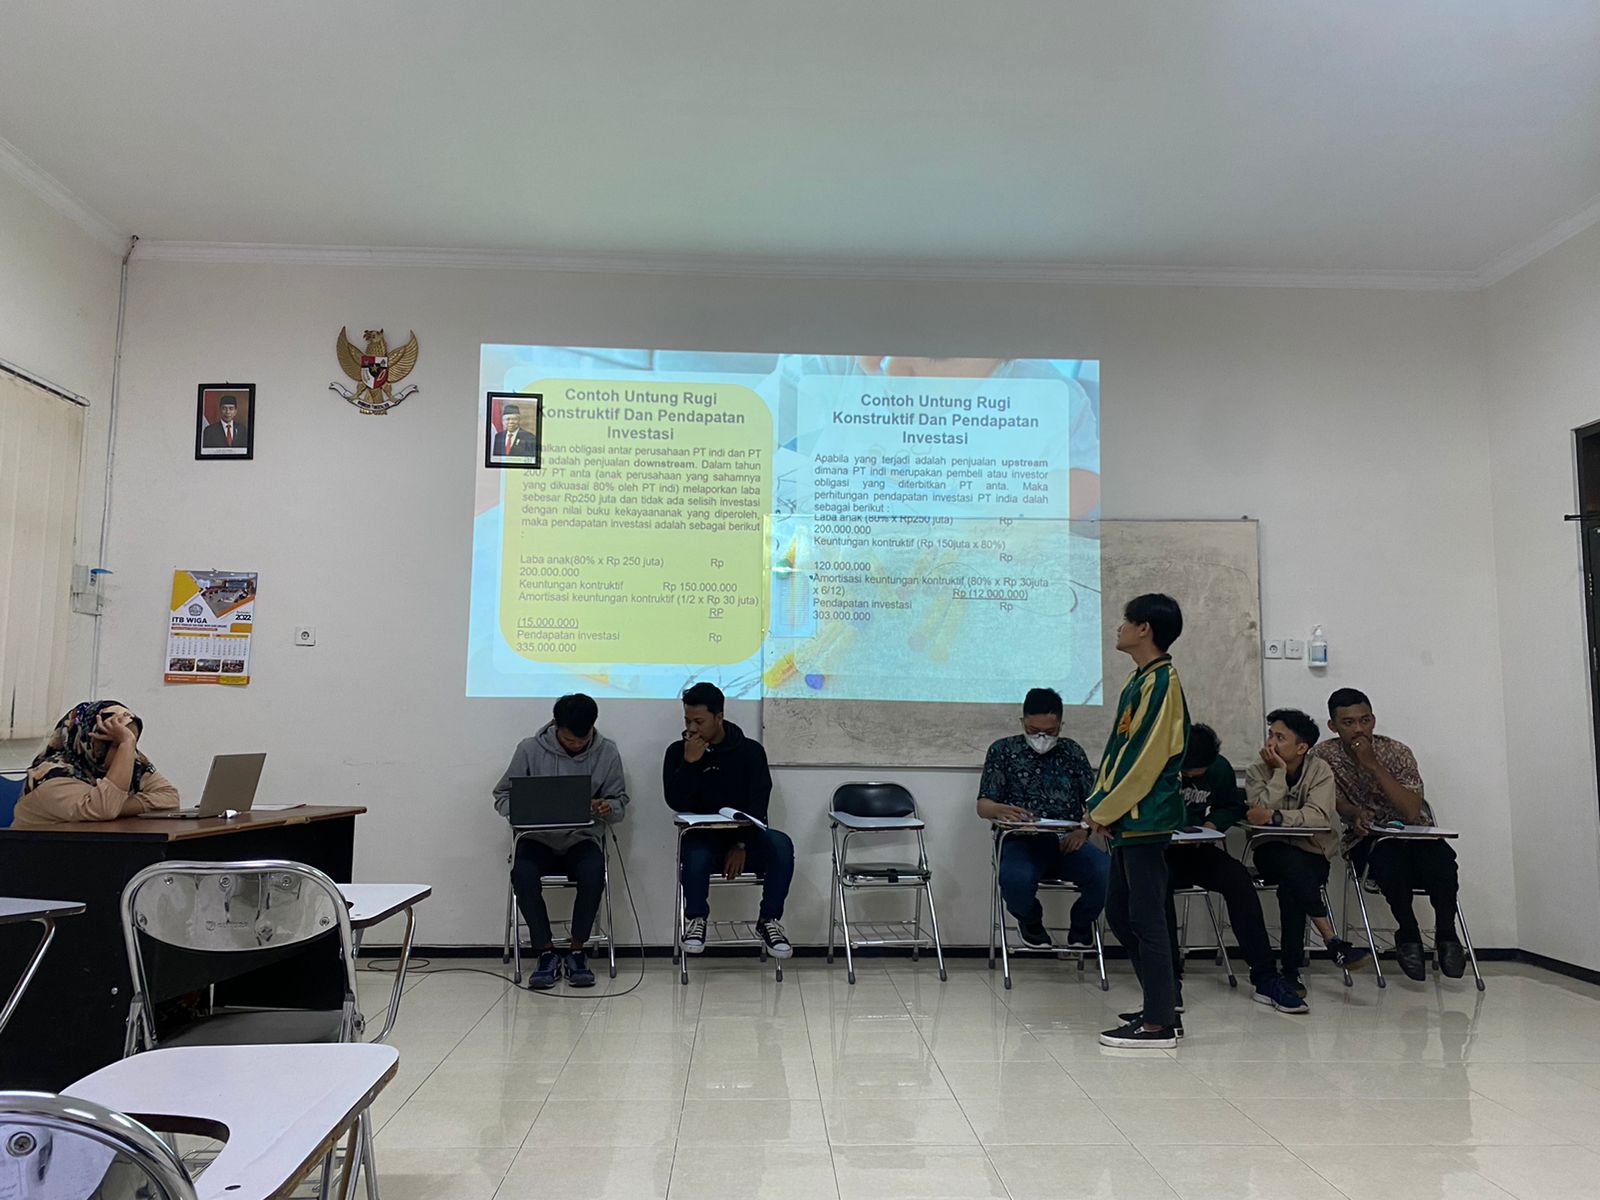 Contoh Untung Rugi
Konstruktif Dan Pendapatan
Investasi
obligasi antar perusahaan PT indi dan PT
adalah penjualan downstream. Dalam tahun
2007 PT anta (anak perusahaan yang sahamnya
yang dikuasai 80% oleh PT indi) melaporkan laba
sebesar Rp250 juta dan tidak ada selisih investasi
dengan nilai buku kekayaananak yang diperoleh,
maka pendapatan investasi adalah sebagai berikut
:
Laba anak(80% x Rp 250 juta) Rp
200.000.000
Keuntungan kontruktif Rp 150.000.000
Amortisasi keuntungan kontruktif (1/2 x Rp 30 juta)
RP
(15.000.000)
Pendapatan investasi Rp
335.000.000
Contoh Untung Rugi
Konstruktif Dan Pendapatan
Investasi
Apabila yang terjadi adalah penjualan upstream
dimana PT indi merupakan pembeli atau investor
obligasi yang diterbitkan PT anta. Maka
perhitungan pendapatan investasi PT india dalah
sebagai berikut :
Laba anak (80% x Rp250 juta) Rp
200.000.000
Keuntungan kontruktif (Rp 150juta x 80%)
Rp
120.000.000
Amortisasi keuntungan kontruktif (80% x Rp 30juta
x 6/12) Rp (12.000.000)
Pendapatan investasi Rp
303.000.000
ITB WIGA
2022